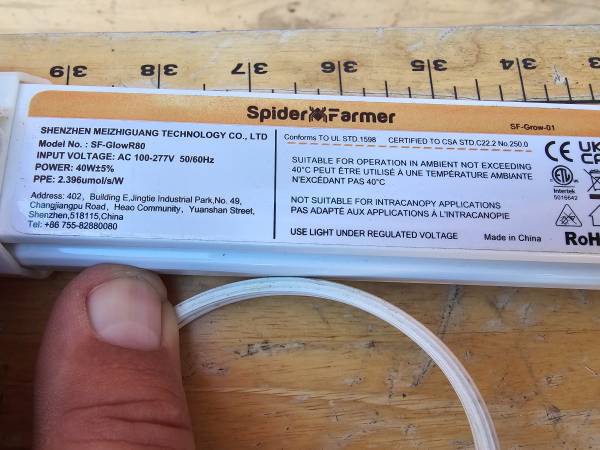 39 38 37 36 35 34 33
Spider Farmer
SF-Grow-01
SHENZHEN MEIZHIGUANG TECHNOLOGY CO., LTD
Model No. : SF-GlowR80
INPUT VOLTAGE: AC 100-277V 50/60Hz
POWER: 40W±5%
PPE: 2.396umol/s/W
Address: 402, Building E,Jingtie Industrial Park,No. 49,
Changjiangpu Road, Heao Community, Yuanshan Street,
Shenzhen,518115,China
Tel: +86 755-82880080
Conforms TO UL STD.1598 CERTIFIED TO CSA STD.C22.2 No.250.0
SUITABLE FOR OPERATION IN AMBIENT NOT EXCEEDING
40°C PEUT ÊTRE UTILISÉ À UNE TEMPÉRATURE AMBIANTE
N'EXCÉDANT PAS 40°C
NOT SUITABLE FOR INTRACANOPY APPLICATIONS
PAS ADAPTÉ AUX APPLICATIONS À L'INTRACANOPIE
USE LIGHT UNDER REGULATED VOLTAGE
Made in China
CE UK CA
ETL
Intertek
5016642
RoHS